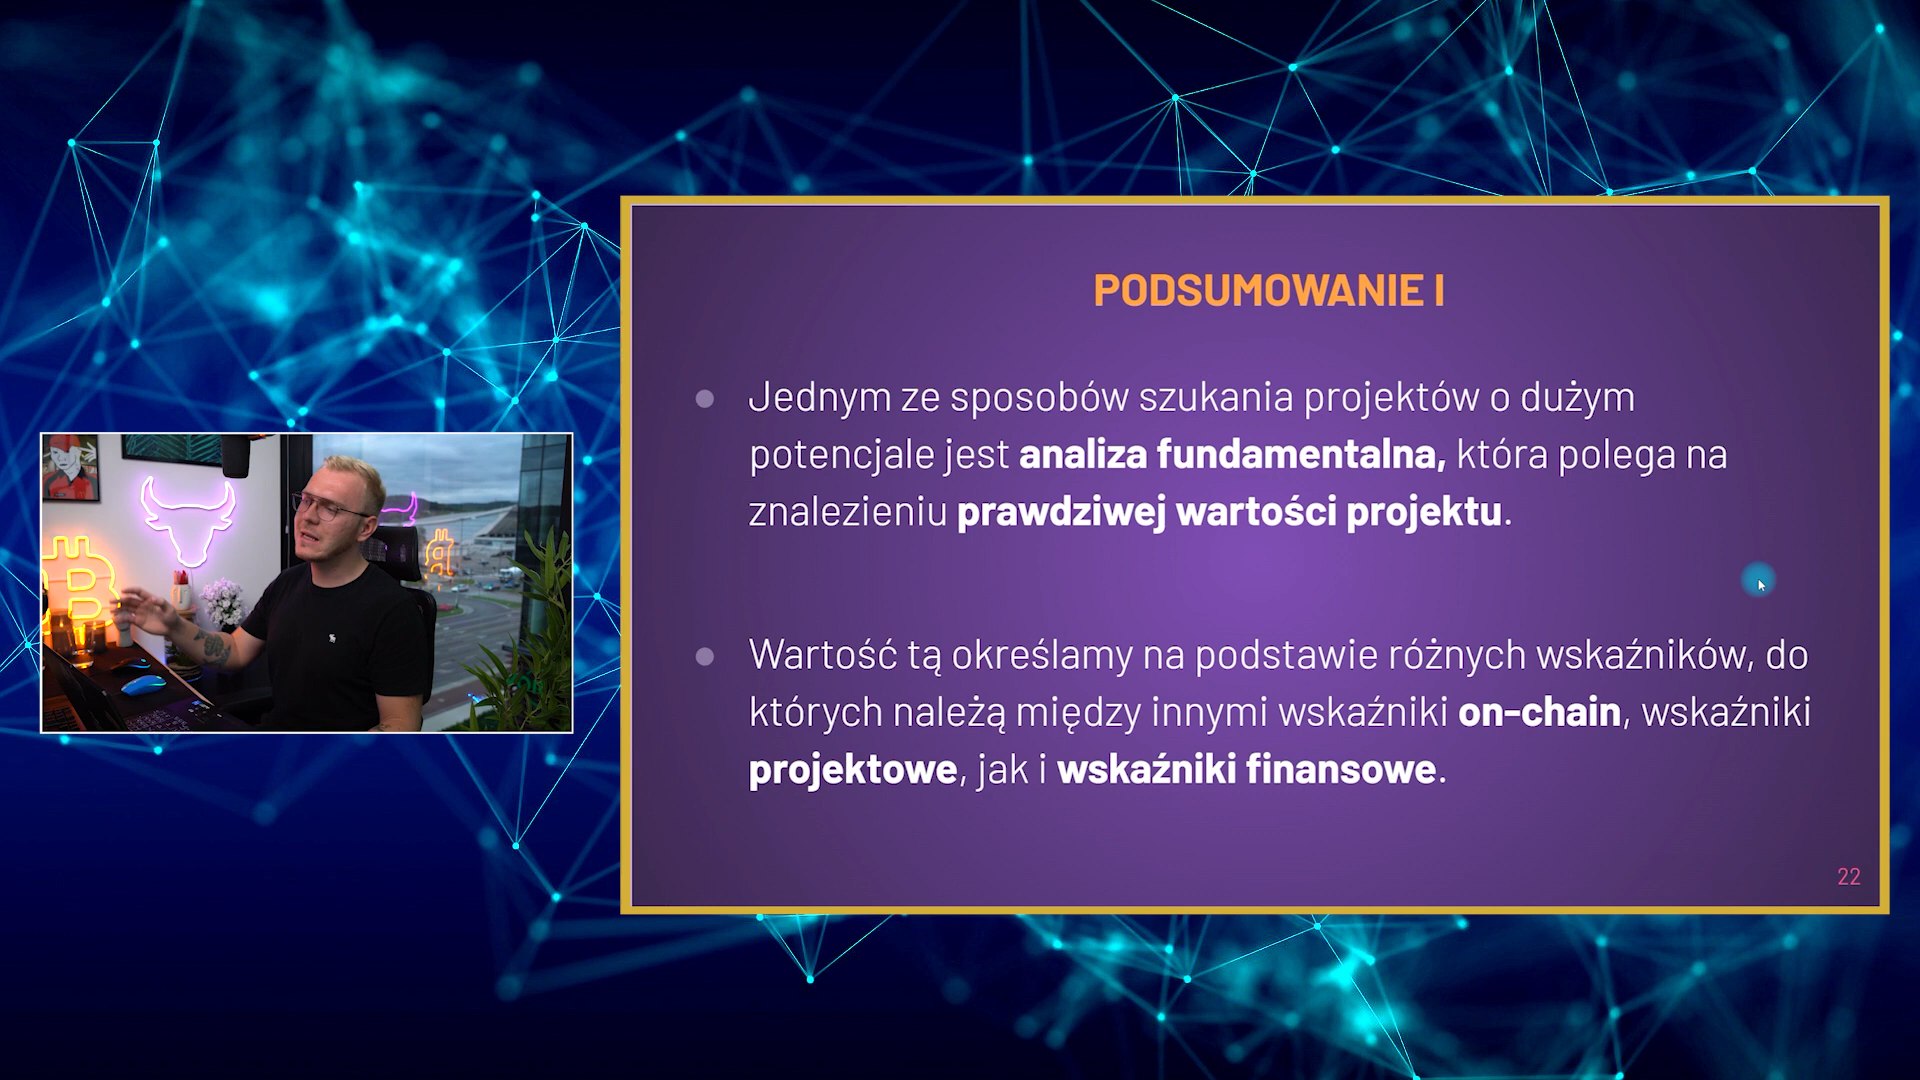 PODSUMOWANIE I
Jednym ze sposobów szukania projektów o dużym
potencjale jest analiza fundamentalna, która polega na
znalezieniu prawdziwej wartości projektu.
Wartość tą określamy na podstawie różnych wskaźników, do
których należą między innymi wskaźniki on-chain, wskaźniki
projektowe, jak i wskaźniki finansowe.
22